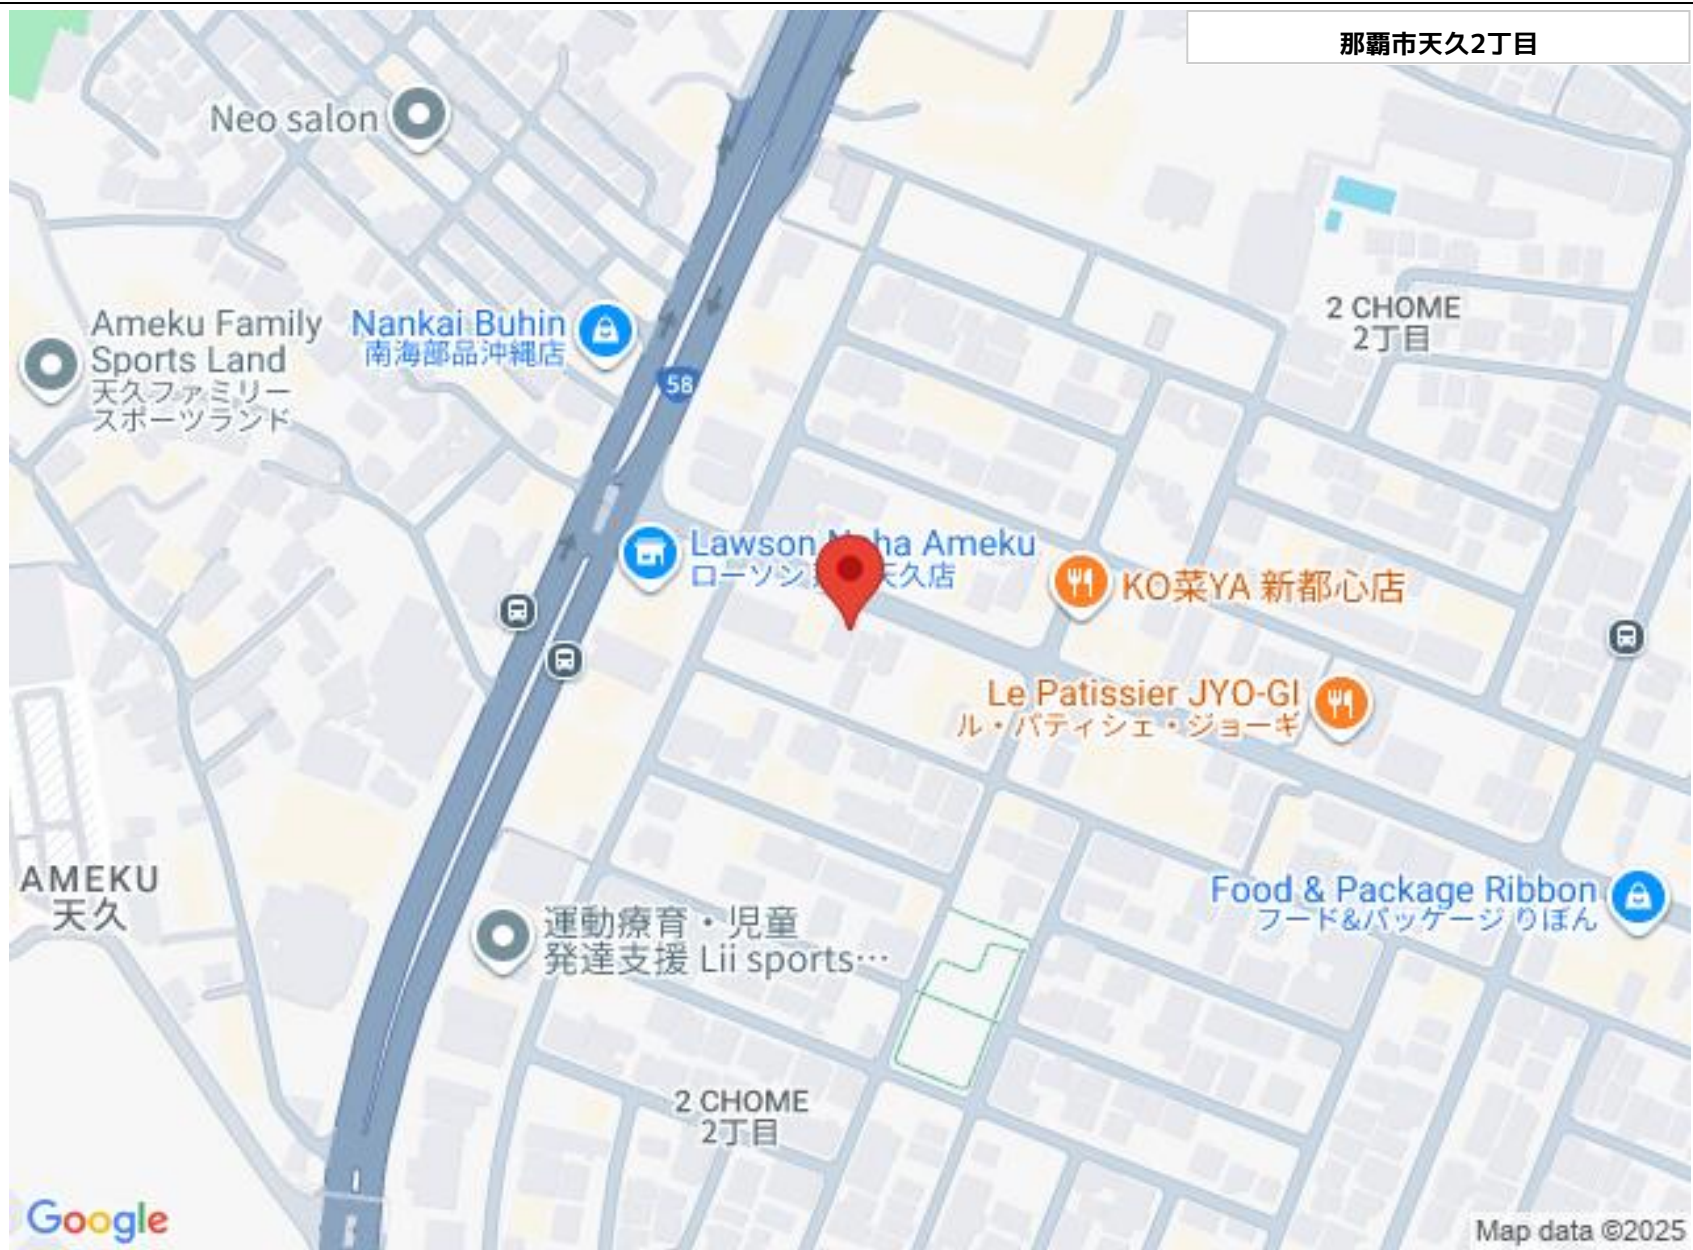 那覇市天久2丁目
Neo salon
Ameku Family
Sports Land
天久ファミリー
スポーツランド
Nankai Buhin
南海部品沖縄店
2 CHOME
2丁目
58
Lawson Ameku
ローソン 天久店
KO菜YA 新都心店
Le Patissier JYO-GI
ル・パティシェ・ジョーギ
AMEKU
天久
Food & Package Ribbon
フード&パッケージ りぼん
運動療育・児童
発達支援 Lii sports…
2 CHOME
2丁目
Google
Map data ©2025